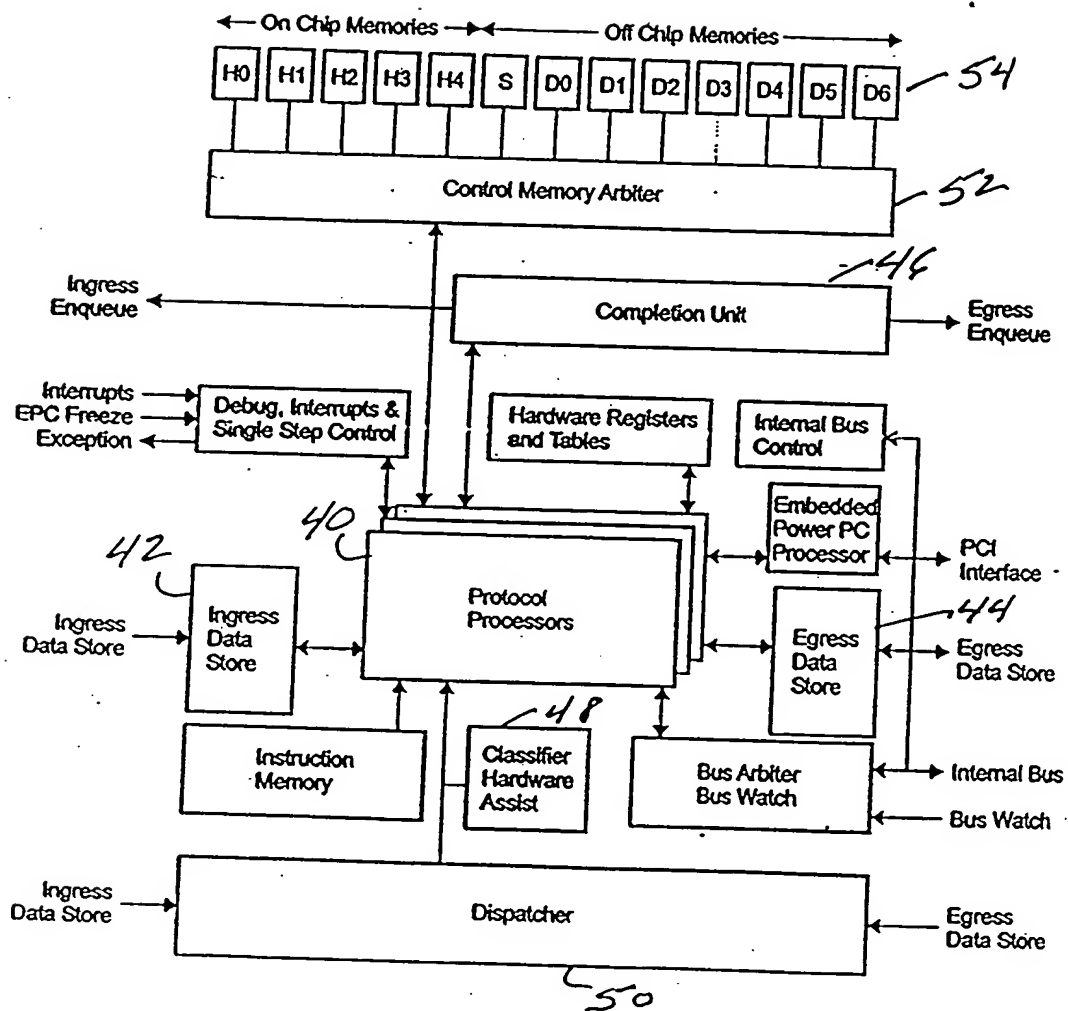 On Chip Memories
Off Chip Memories
H0 H1 H2 H3 H4 S D0 D1 D2 D3 D4 D5 D6
54
Control Memory Arbiter
52
46
Ingress
Enqueue
Completion Unit
Egress
Enqueue
Interrupts
EPC Freeze
Exception
Debug, Interrupts &
Single Step Control
Hardware Registers
and Tables
Internal Bus
Control
Embedded
Power PC
Processor
PCI
Interface
40
42
44
Protocol
Processors
Ingress
Data Store
Ingress
Data
Store
Egress
Data
Store
Egress
Data Store
48
Instruction
Memory
Classifier
Hardware
Assist
Bus Arbiter
Bus Watch
Internal Bus
Bus Watch
Ingress
Data Store
Dispatcher
Egress
Data Store
50